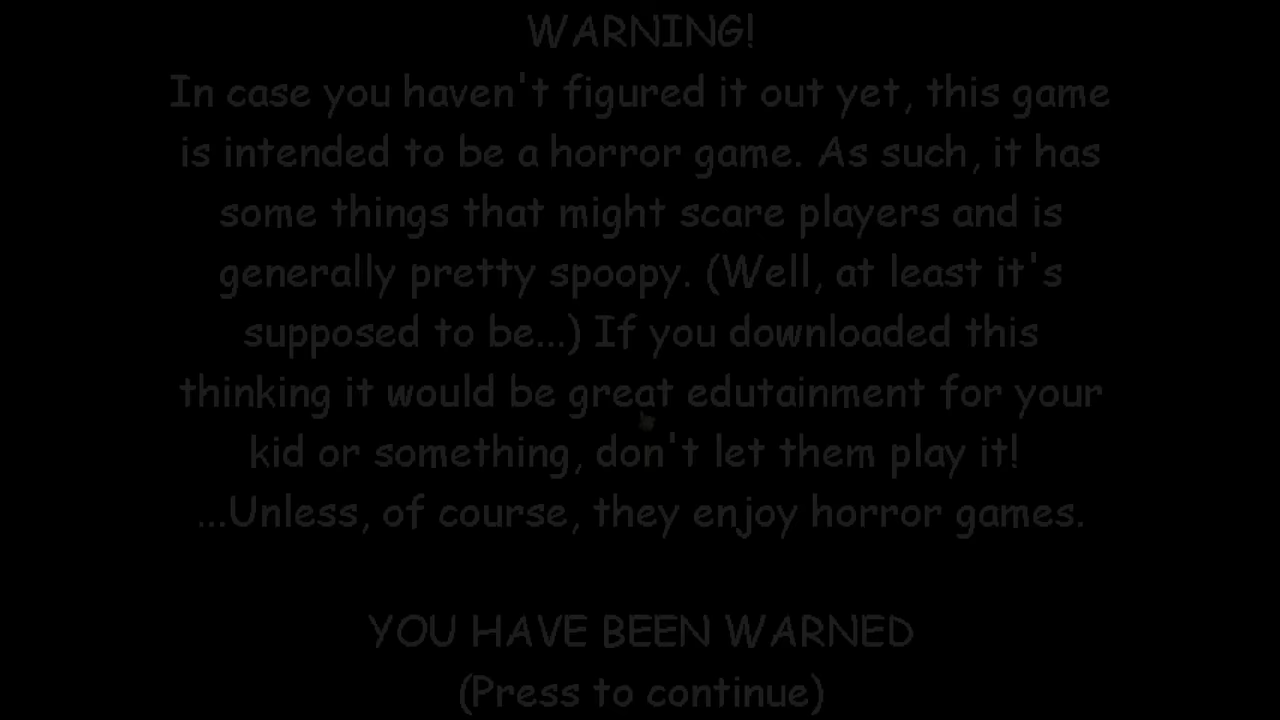 WARNING!
In case you haven't figured it out yet, this game
is intended to be a horror game. As such, it has
some things that might scare players and is
generally pretty spoopy. (Well, at least it's
supposed to be...) If you downloaded this
thinking it would be great edutainment for your
kid or something, don't let them play it!
...Unless, of course, they enjoy horror games.
YOU HAVE BEEN WARNED
(Press to continue)